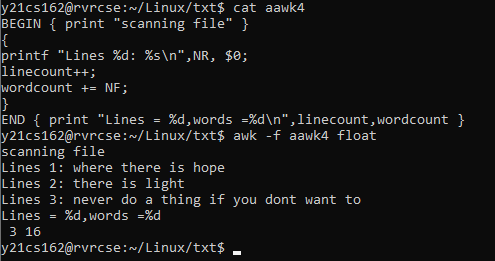 y21cs162@rvrcse:~/Linux/txt$ cat aawk4
BEGIN { print "scanning file" }
{
printf "Lines %d: %s\n",NR, $0;
linecount++;
wordcount += NF;
}
END { print "Lines = %d,words =%d\n",linecount,wordcount }
y21cs162@rvrcse:~/Linux/txt$ awk -f aawk4 float
scanning file
Lines 1: where there is hope
Lines 2: there is light
Lines 3: never do a thing if you dont want to
Lines = %d,words =%d
 3 16
y21cs162@rvrcse:~/Linux/txt$